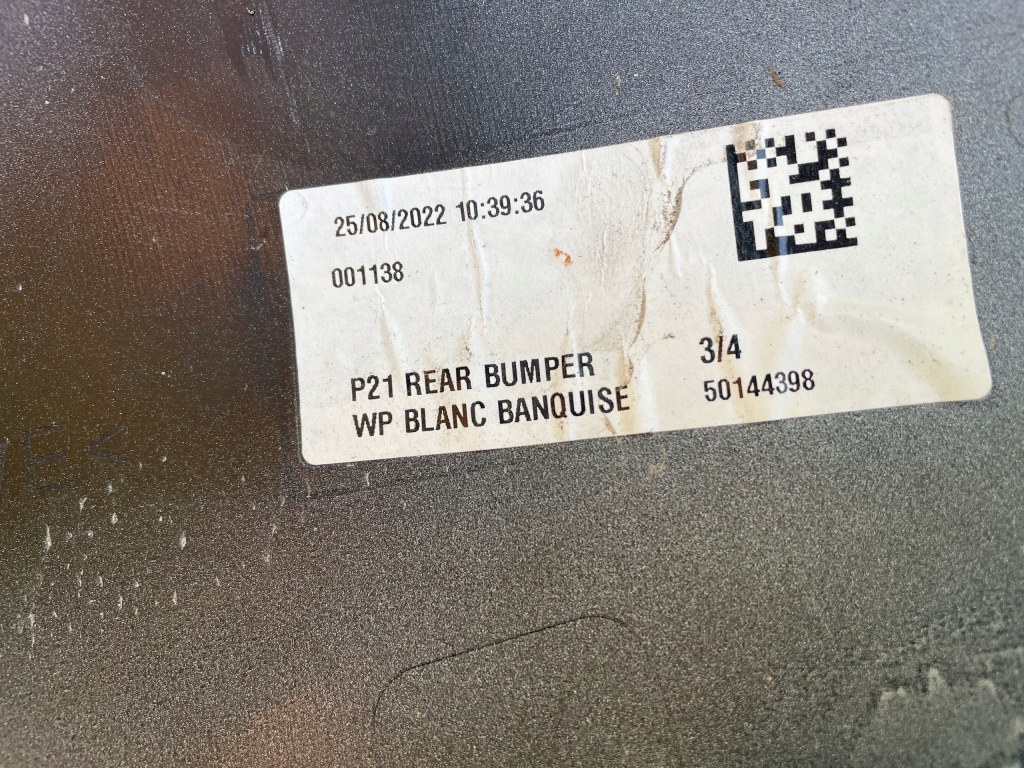 25/08/2022 10:39:36
001138
P21 REAR BUMPER 3/4
WP BLANC BANQUISE 50144398